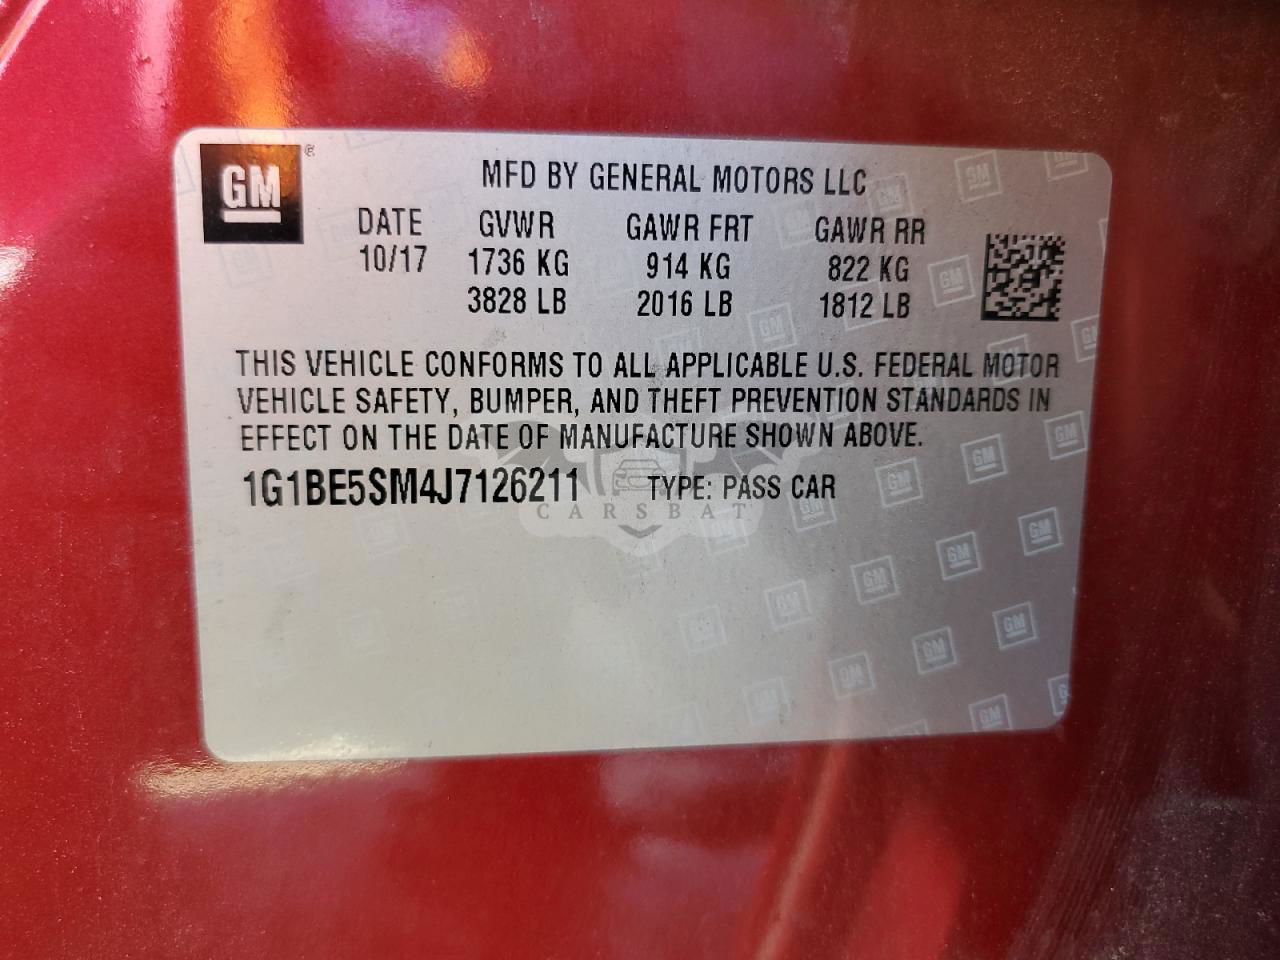 GM
MFD BY GENERAL MOTORS LLC
DATE GVWR GAWR FRT GAWR RR
10/17 1736 KG 914 KG 822 KG
3828 LB 2016 LB 1812 LB
THIS VEHICLE CONFORMS TO ALL APPLICABLE U.S. FEDERAL MOTOR
VEHICLE SAFETY, BUMPER, AND THEFT PREVENTION STANDARDS IN
EFFECT ON THE DATE OF MANUFACTURE SHOWN ABOVE.
1G1BE5SM4J7126211 TYPE: PASS CAR
CARSBAT